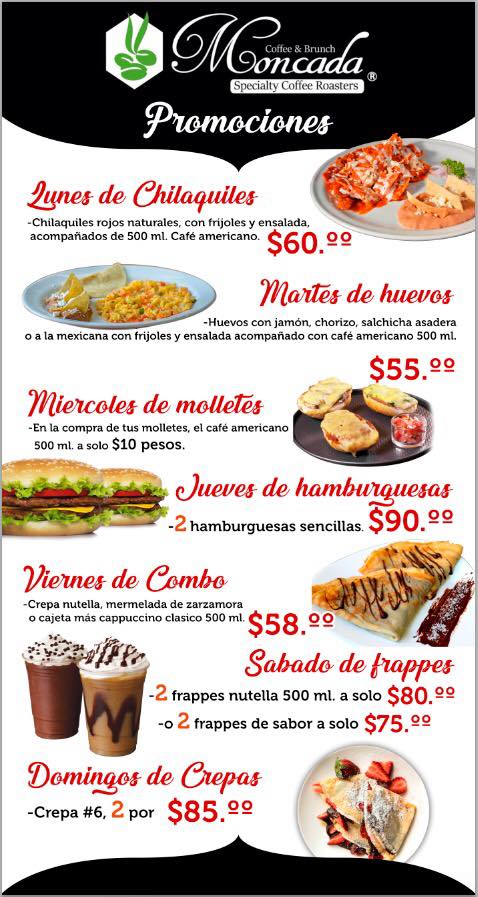 Coffee & Brunch
Moncada
Specialty Coffee Roasters ®
Promociones
Lunes de Chilaquiles
-Chilaquiles rojos naturales, con frijoles y ensalada,
acompañados de 500 ml. Café americano. $60.ºº
Martes de huevos
-Huevos con jamón, chorizo, salchicha asadera
o a la mexicana con frijoles y ensalada acompañado con café americano 500 ml.
$55.ºº
Miercoles de molletes
-En la compra de tus molletes, el café americano
500 ml. a solo $10 pesos.
Jueves de hamburguesas
-2 hamburguesas sencillas. $90.ºº
Viernes de Combo
-Crepa nutella, mermelada de zarzamora
o cajeta más cappuccino clasico 500 ml. $58.ºº
Sabado de frappes
-2 frappes nutella 500 ml. a solo $80.ºº
-o 2 frappes de sabor a solo $75.ºº
Domingos de Crepas
-Crepa #6, 2 por $85.ºº